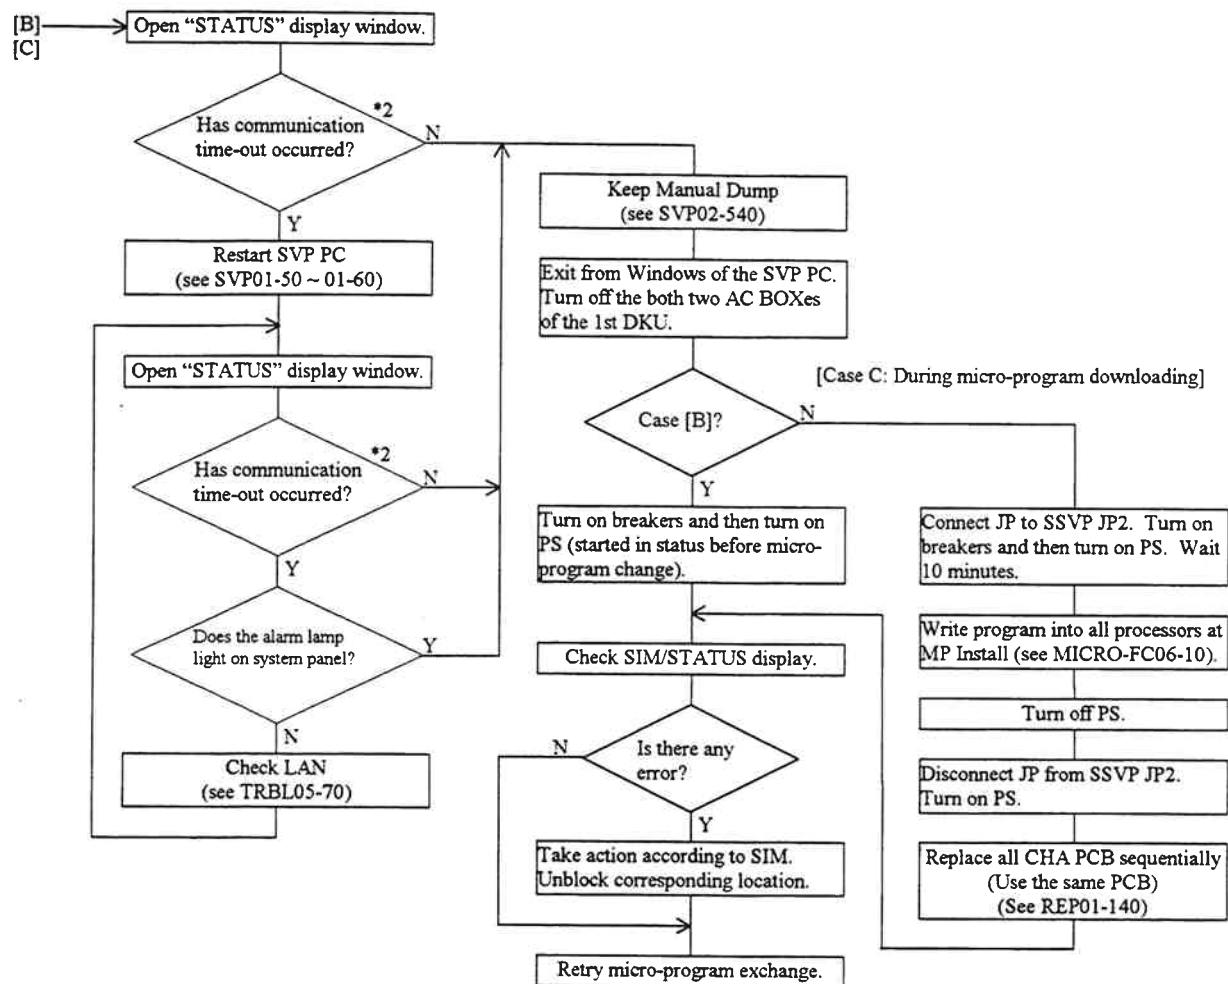 [B]
[C]
Open “STATUS” display window.
*2
Has communication
time-out occurred?
N
Y
Restart SVP PC
(see SVP01-50 ~ 01-60)
Open “STATUS” display window.
*2
Has communication
time-out occurred?
N
Y
Does the alarm lamp
light on system panel?
Y
N
Check LAN
(see TRBL05-70)
Keep Manual Dump
(see SVP02-540)
Exit from Windows of the SVP PC.
Turn off the both two AC BOXes
of the 1st DKU.
[Case C: During micro-program downloading]
Case [B]?
N
Y
Turn on breakers and then turn on
PS (started in status before micro-
program change).
Check SIM/STATUS display.
Is there any
error?
N
Y
Take action according to SIM.
Unblock corresponding location.
Retry micro-program exchange.
Connect JP to SSVP JP2. Turn on
breakers and then turn on PS. Wait
10 minutes.
Write program into all processors at
MP Install (see MICRO-FC06-10).
Turn off PS.
Disconnect JP from SSVP JP2.
Turn on PS.
Replace all CHA PCB sequentially
(Use the same PCB)
(See REP01-140)